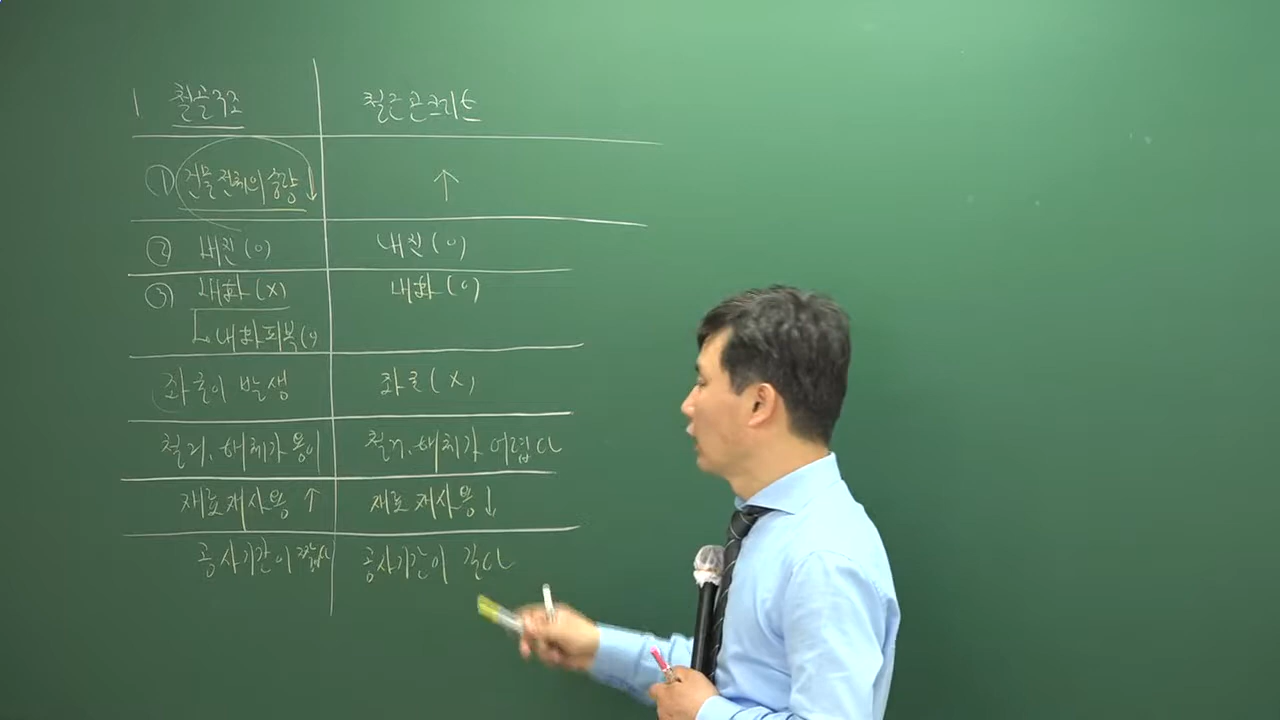 1. 철골구조 철근콘크리트
① 건물전체의 중량 ↓ ↑
② 내진(○) 내진(○)
③ 내화(X) 내화(○)
↳ 내화피복(○)
좌굴이 발생 좌굴(X)
철거, 해체가 용이 철거, 해체가 어렵다
재료 재사용 ↑ 재료 재사용 ↓
공사기간이 짧다 공사기간이 길다